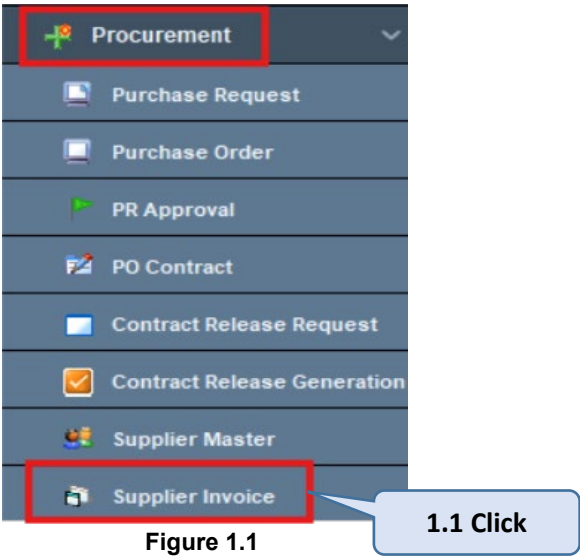 Procurement
Purchase Request
Purchase Order
PR Approval
PO Contract
Contract Release Request
Contract Release Generation
Supplier Master
Supplier Invoice
1.1 Click
Figure 1.1